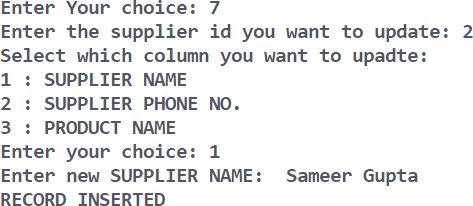 Enter Your choice: 7
Enter the supplier id you want to update: 2
Select which column you want to upadte:
1 : SUPPLIER NAME
2 : SUPPLIER PHONE NO.
3 : PRODUCT NAME
Enter your choice: 1
Enter new SUPPLIER NAME:  Sameer Gupta
RECORD INSERTED